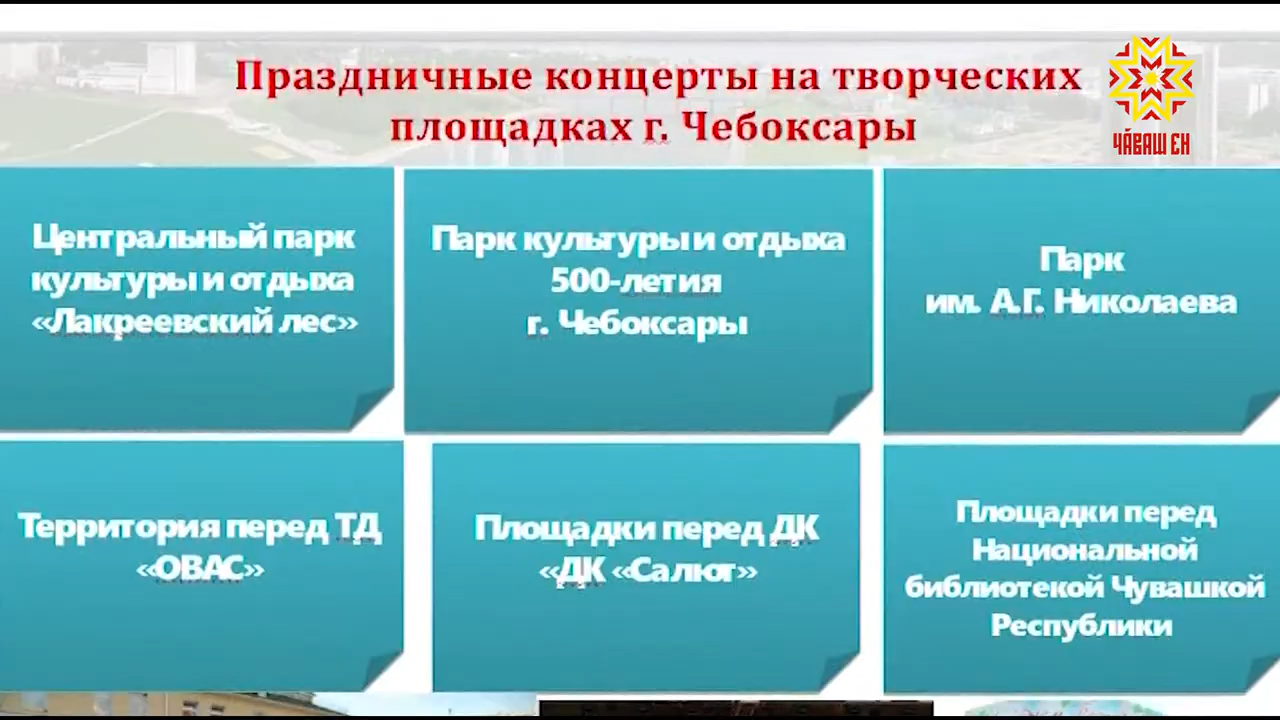 Праздничные концерты на творческих
площадках г. Чебоксары
ЧӐВАШ ЕН
Центральный парк
культуры и отдыха
«Лакреевский лес»
Парк культуры и отдыха
500-летия
г. Чебоксары
Парк
им. А.Г. Николаева
Территория перед ТД
«ОВАС»
Площадки перед ДК
«ДК «Салют»
Площадки перед
Национальной
библиотекой Чувашкой
Республики